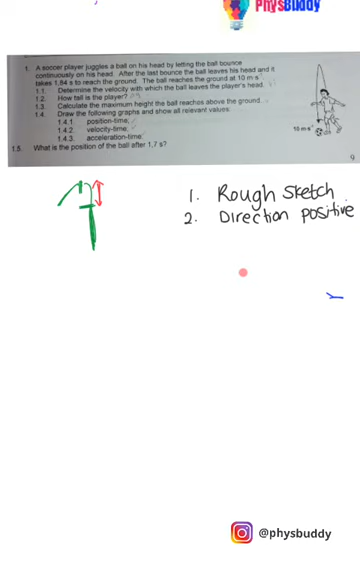 PhysBuddy
1. A soccer player juggles a ball on his head by letting the ball bounce
continuously on his head. After the last bounce the ball leaves his head and it
takes 1,84 s to reach the ground. The ball reaches the ground at 10 m·s⁻¹
1.1. Determine the velocity with which the ball leaves the player's head.
1.2. How tall is the player?
1.3. Calculate the maximum height the ball reaches above the ground.
1.4. Draw the following graphs and show all relevant values:
1.4.1. position-time;
1.4.2. velocity-time;
1.4.3. acceleration-time.
1.5. What is the position of the ball after 1,7 s?
10 m·s⁻¹
9
1. Rough Sketch
2. Direction positive
@physbuddy